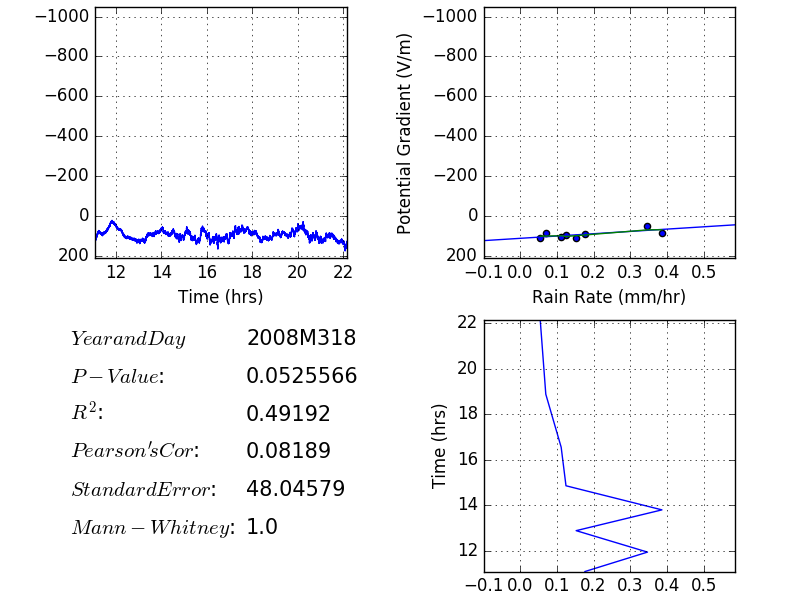 −1000
−800
−600
−400
−200
0
200
12 14 16 18 20 22
Time (hrs)
Potential Gradient (V/m)
−1000
−800
−600
−400
−200
0
200
−0.1 0.0 0.1 0.2 0.3 0.4 0.5
Rain Rate (mm/hr)
YearandDay 2008M318
P−Value: 0.0525566
R²: 0.49192
Pearson'sCor: 0.08189
StandardError: 48.04579
Mann−Whitney: 1.0
Time (hrs)
22
20
18
16
14
12
−0.1 0.0 0.1 0.2 0.3 0.4 0.5